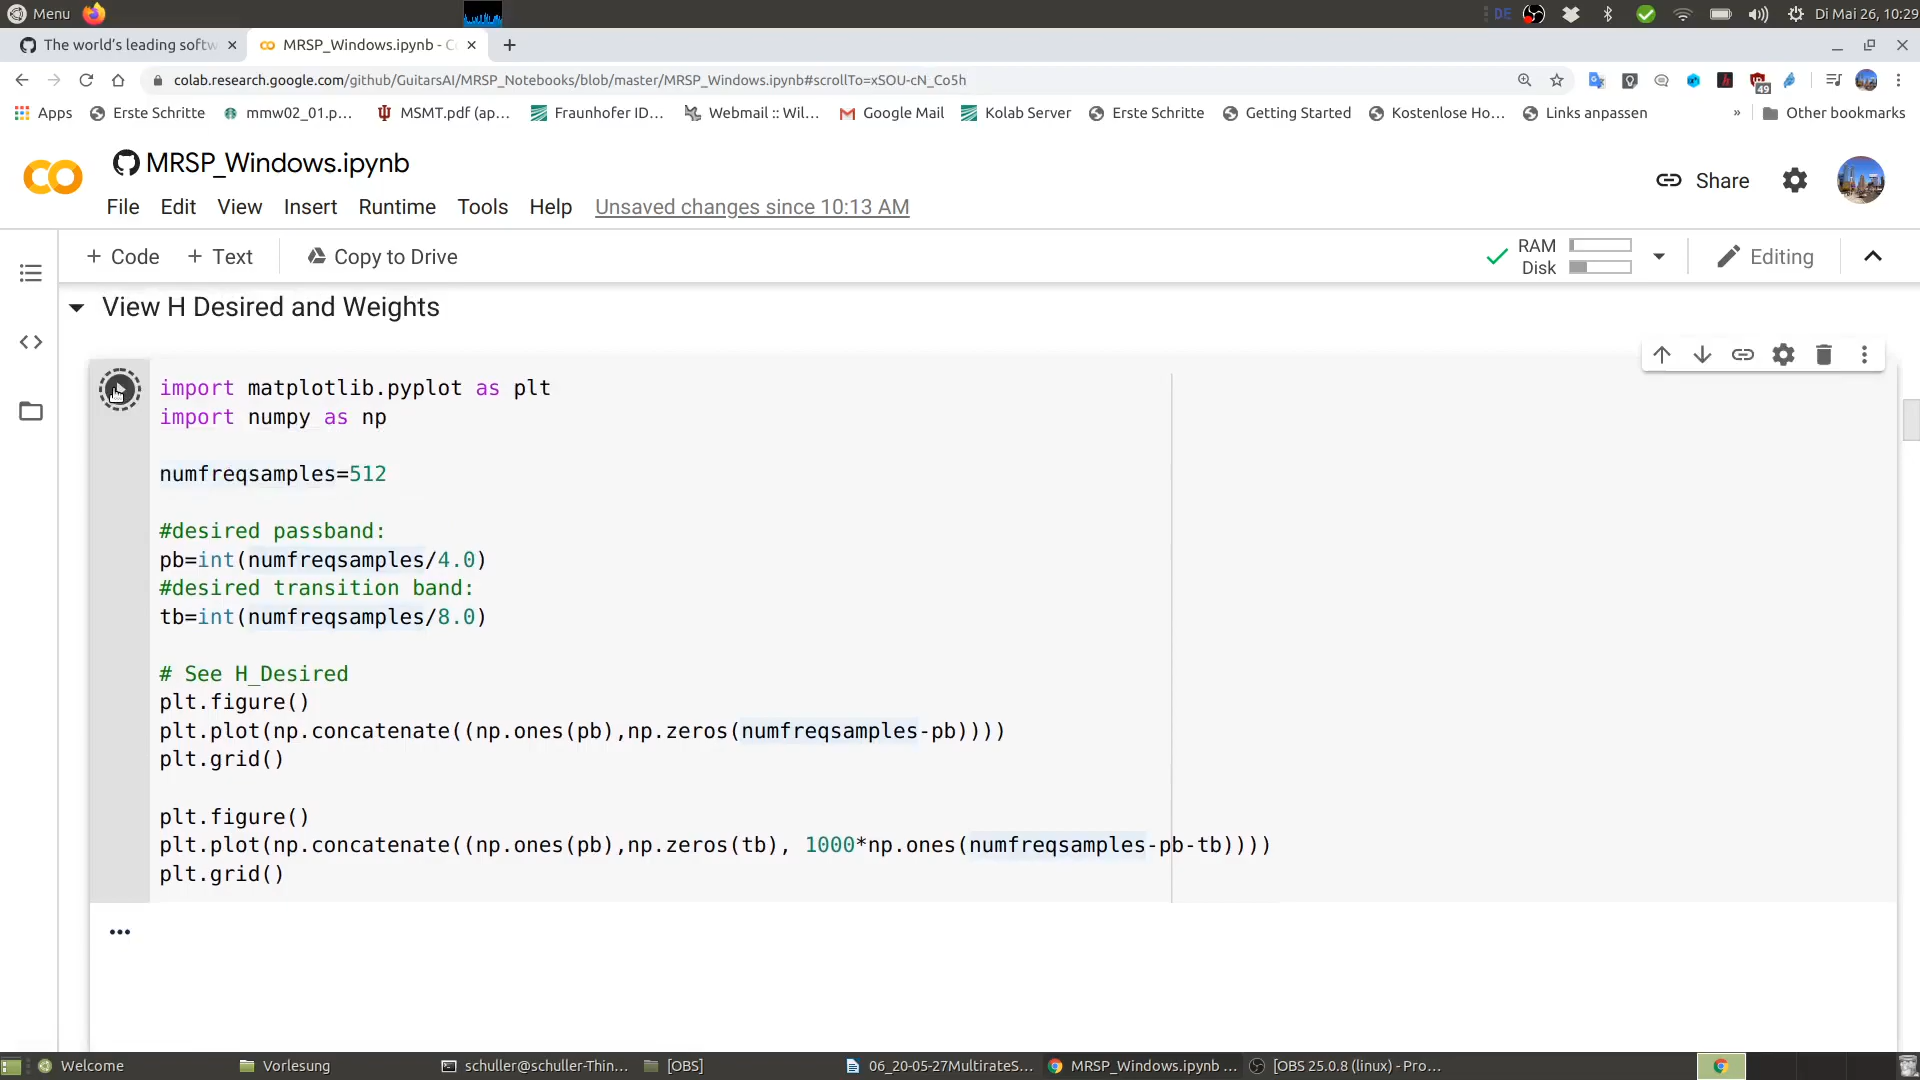 Menu
DE
Di Mai 26, 10:29
The world's leading softw
MRSP_Windows.ipynb - C
colab.research.google.com/github/GuitarsAI/MRSP_Notebooks/blob/master/MRSP_Windows.ipynb#scrollTo=xSOU-cN_Co5h
49
Apps
Erste Schritte
mmw02_01.p...
MSMT.pdf (ap...
Fraunhofer ID...
Webmail :: Wil...
Google Mail
Kolab Server
Erste Schritte
Getting Started
Kostenlose Ho...
Links anpassen
»
Other bookmarks
MRSP_Windows.ipynb
Share
File Edit View Insert Runtime Tools Help Unsaved changes since 10:13 AM
+ Code + Text Copy to Drive
RAM
Disk
Editing
View H Desired and Weights
import matplotlib.pyplot as plt
import numpy as np
numfreqsamples=512
#desired passband:
pb=int(numfreqsamples/4.0)
#desired transition band:
tb=int(numfreqsamples/8.0)
# See H_Desired
plt.figure()
plt.plot(np.concatenate((np.ones(pb),np.zeros(numfreqsamples-pb))))
plt.grid()
plt.figure()
plt.plot(np.concatenate((np.ones(pb),np.zeros(tb), 1000*np.ones(numfreqsamples-pb-tb))))
plt.grid()
...
Welcome
Vorlesung
schuller@schuller-Thin...
[OBS]
06_20-05-27MultirateS...
MRSP_Windows.ipynb ...
[OBS 25.0.8 (linux) - Pro...